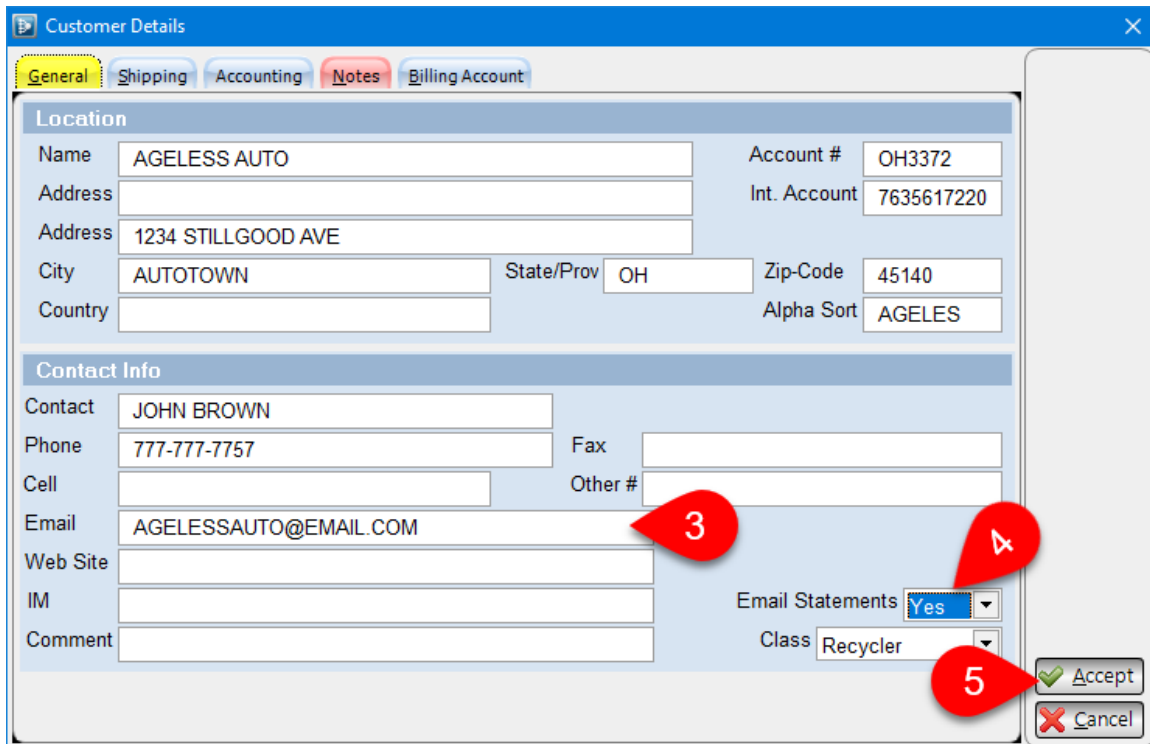 Customer Details
General Shipping Accounting Notes Billing Account
Location
Name AGELESS AUTO Account # OH3372
Address Int. Account 7635617220
Address 1234 STILLGOOD AVE
City AUTOTOWN State/Prov OH Zip-Code 45140
Country Alpha Sort AGELES
Contact Info
Contact JOHN BROWN
Phone 777-777-7757 Fax
Cell Other #
Email AGELESSAUTO@EMAIL.COM 3
Web Site 4
IM Email Statements Yes
Comment Class Recycler
5 Accept
Cancel